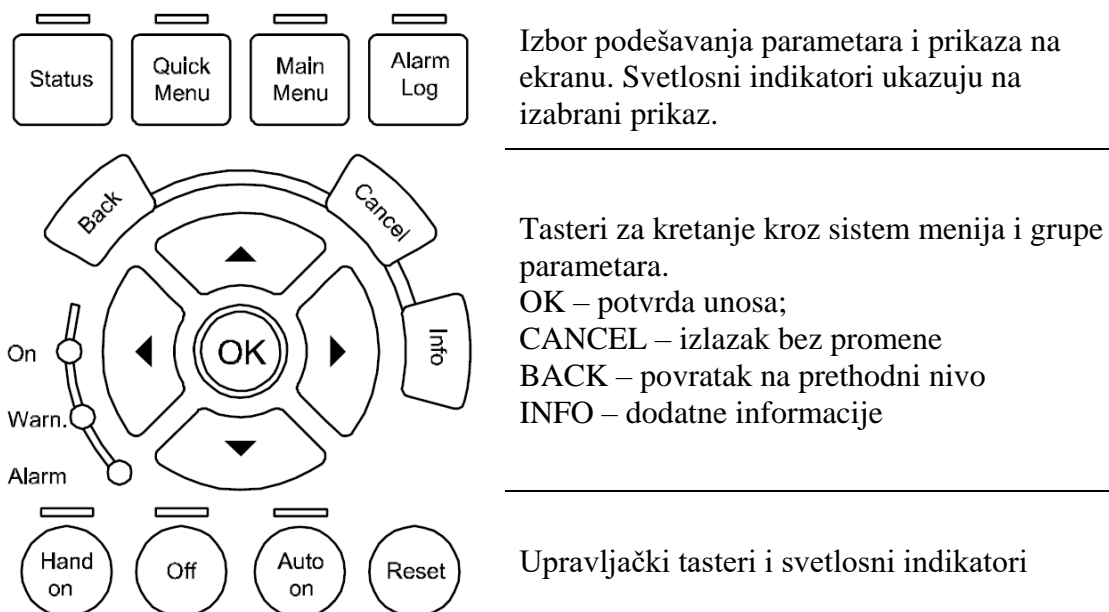 Status
Quick
Menu
Main
Menu
Alarm
Log
Izbor podešavanja parametara i prikaza na
ekranu. Svetlosni indikatori ukazuju na
izabrani prikaz.
Back
Cancel
Info
OK
On
Warn.
Alarm
Tasteri za kretanje kroz sistem menija i grupe
parametara.
OK – potvrda unosa;
CANCEL – izlazak bez promene
BACK – povratak na prethodni nivo
INFO – dodatne informacije
Hand
on
Off
Auto
on
Reset
Upravljački tasteri i svetlosni indikatori